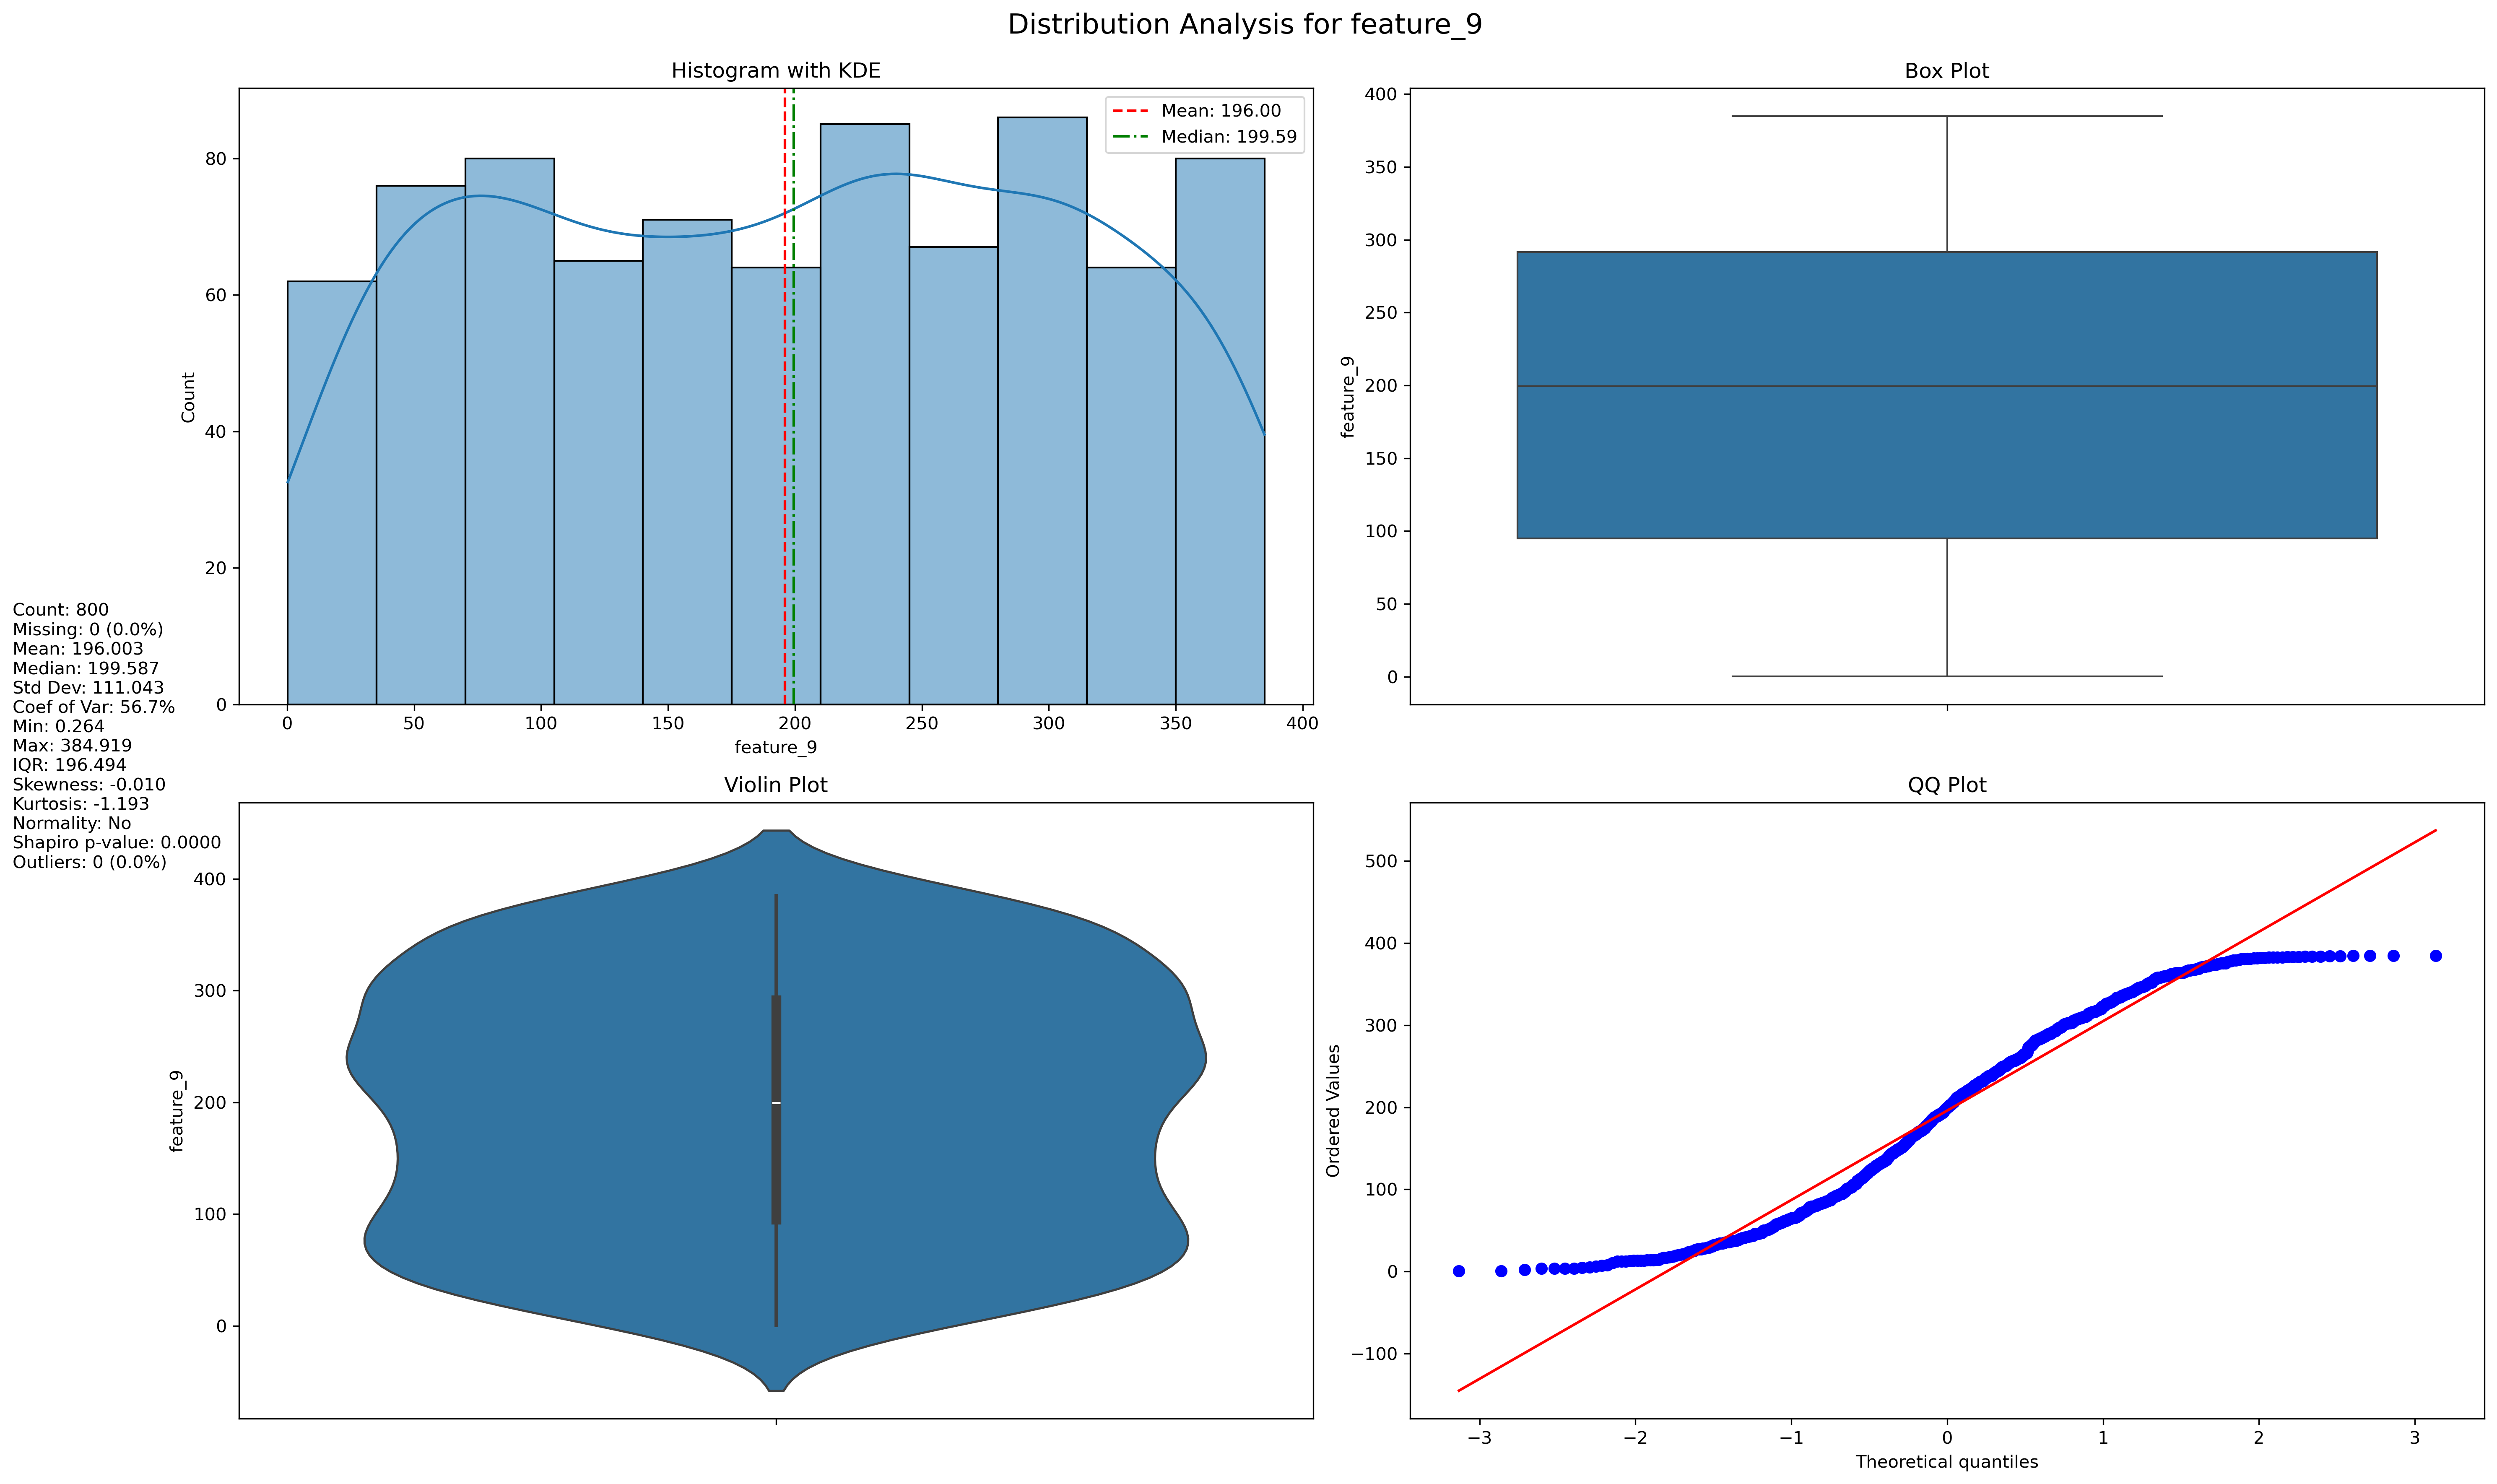 Distribution Analysis for feature_9
Histogram with KDE
Mean: 196.00
Median: 199.59
80
60
40
20
0
Count
0 50 100 150 200 250 300 350 400
feature_9
Box Plot
400
350
300
250
200
150
100
50
0
feature_9
Count: 800
Missing: 0 (0.0%)
Mean: 196.003
Median: 199.587
Std Dev: 111.043
Coef of Var: 56.7%
Min: 0.264
Max: 384.919
IQR: 196.494
Skewness: -0.010
Kurtosis: -1.193
Normality: No
Shapiro p-value: 0.0000
Outliers: 0 (0.0%)
Violin Plot
400
300
200
100
0
feature_9
QQ Plot
500
400
300
200
100
0
−100
Ordered Values
−3 −2 −1 0 1 2 3
Theoretical quantiles